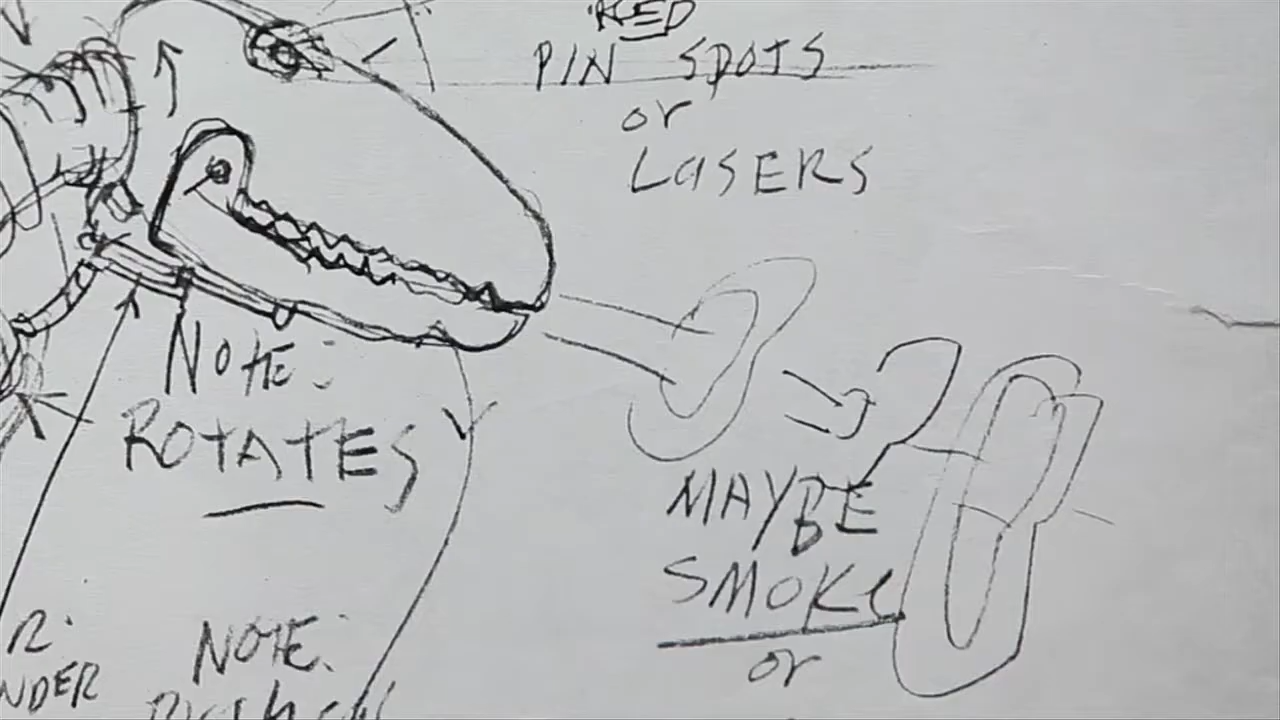 RED
PIN SPOTS
or
LASERS
NOTE:
ROTATES
MAYBE
SMOKE
or
NOTE: